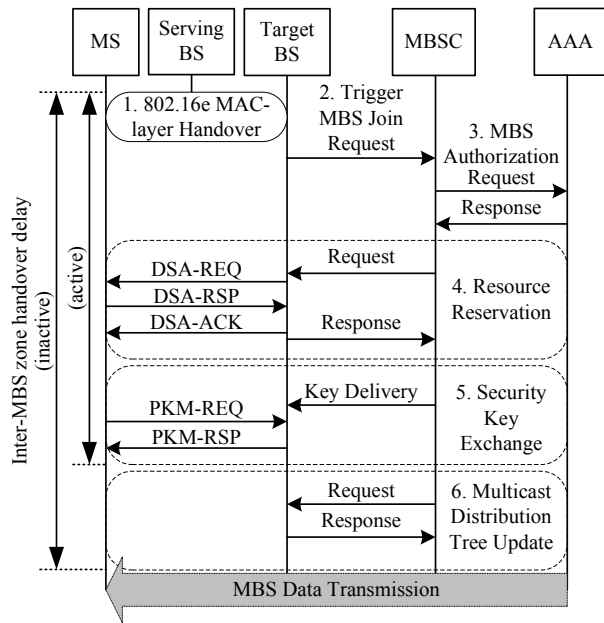 MS
Serving
BS
Target
BS
MBSC
AAA
1. 802.16e MAC-
layer Handover
2. Trigger
MBS Join
Request
3. MBS
Authorization
Request
Response
Inter-MBS zone handover delay
(inactive)
(active)
Request
DSA-REQ
DSA-RSP
DSA-ACK
Response
4. Resource
Reservation
Key Delivery
PKM-REQ
PKM-RSP
5. Security
Key
Exchange
Request
Response
6. Multicast
Distribution
Tree Update
MBS Data Transmission